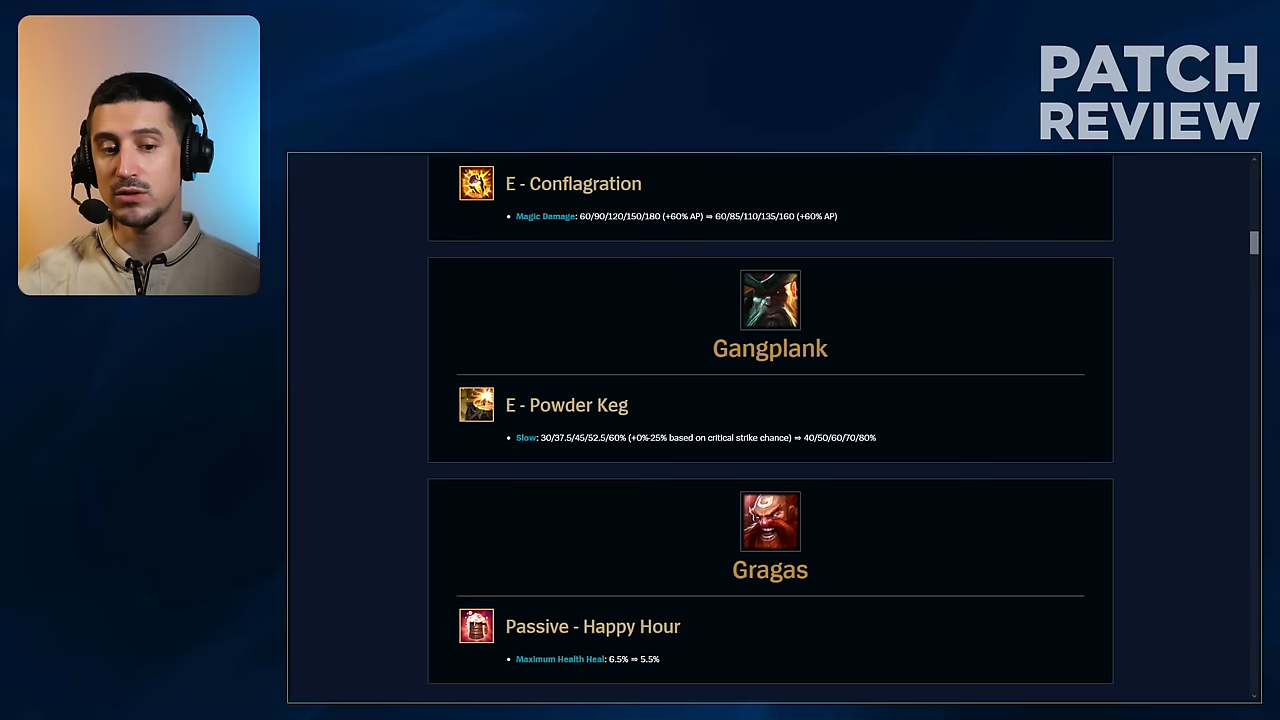 PATCH
REVIEW
E - Conflagration
• Magic Damage: 60/90/120/150/180 (+60% AP) ⇒ 60/85/110/135/160 (+60% AP)
Gangplank
E - Powder Keg
• Slow: 30/37.5/45/52.5/60% (+0%-25% based on critical strike chance) ⇒ 40/50/60/70/80%
Gragas
Passive - Happy Hour
• Maximum Health Heal: 6.5% ⇒ 5.5%